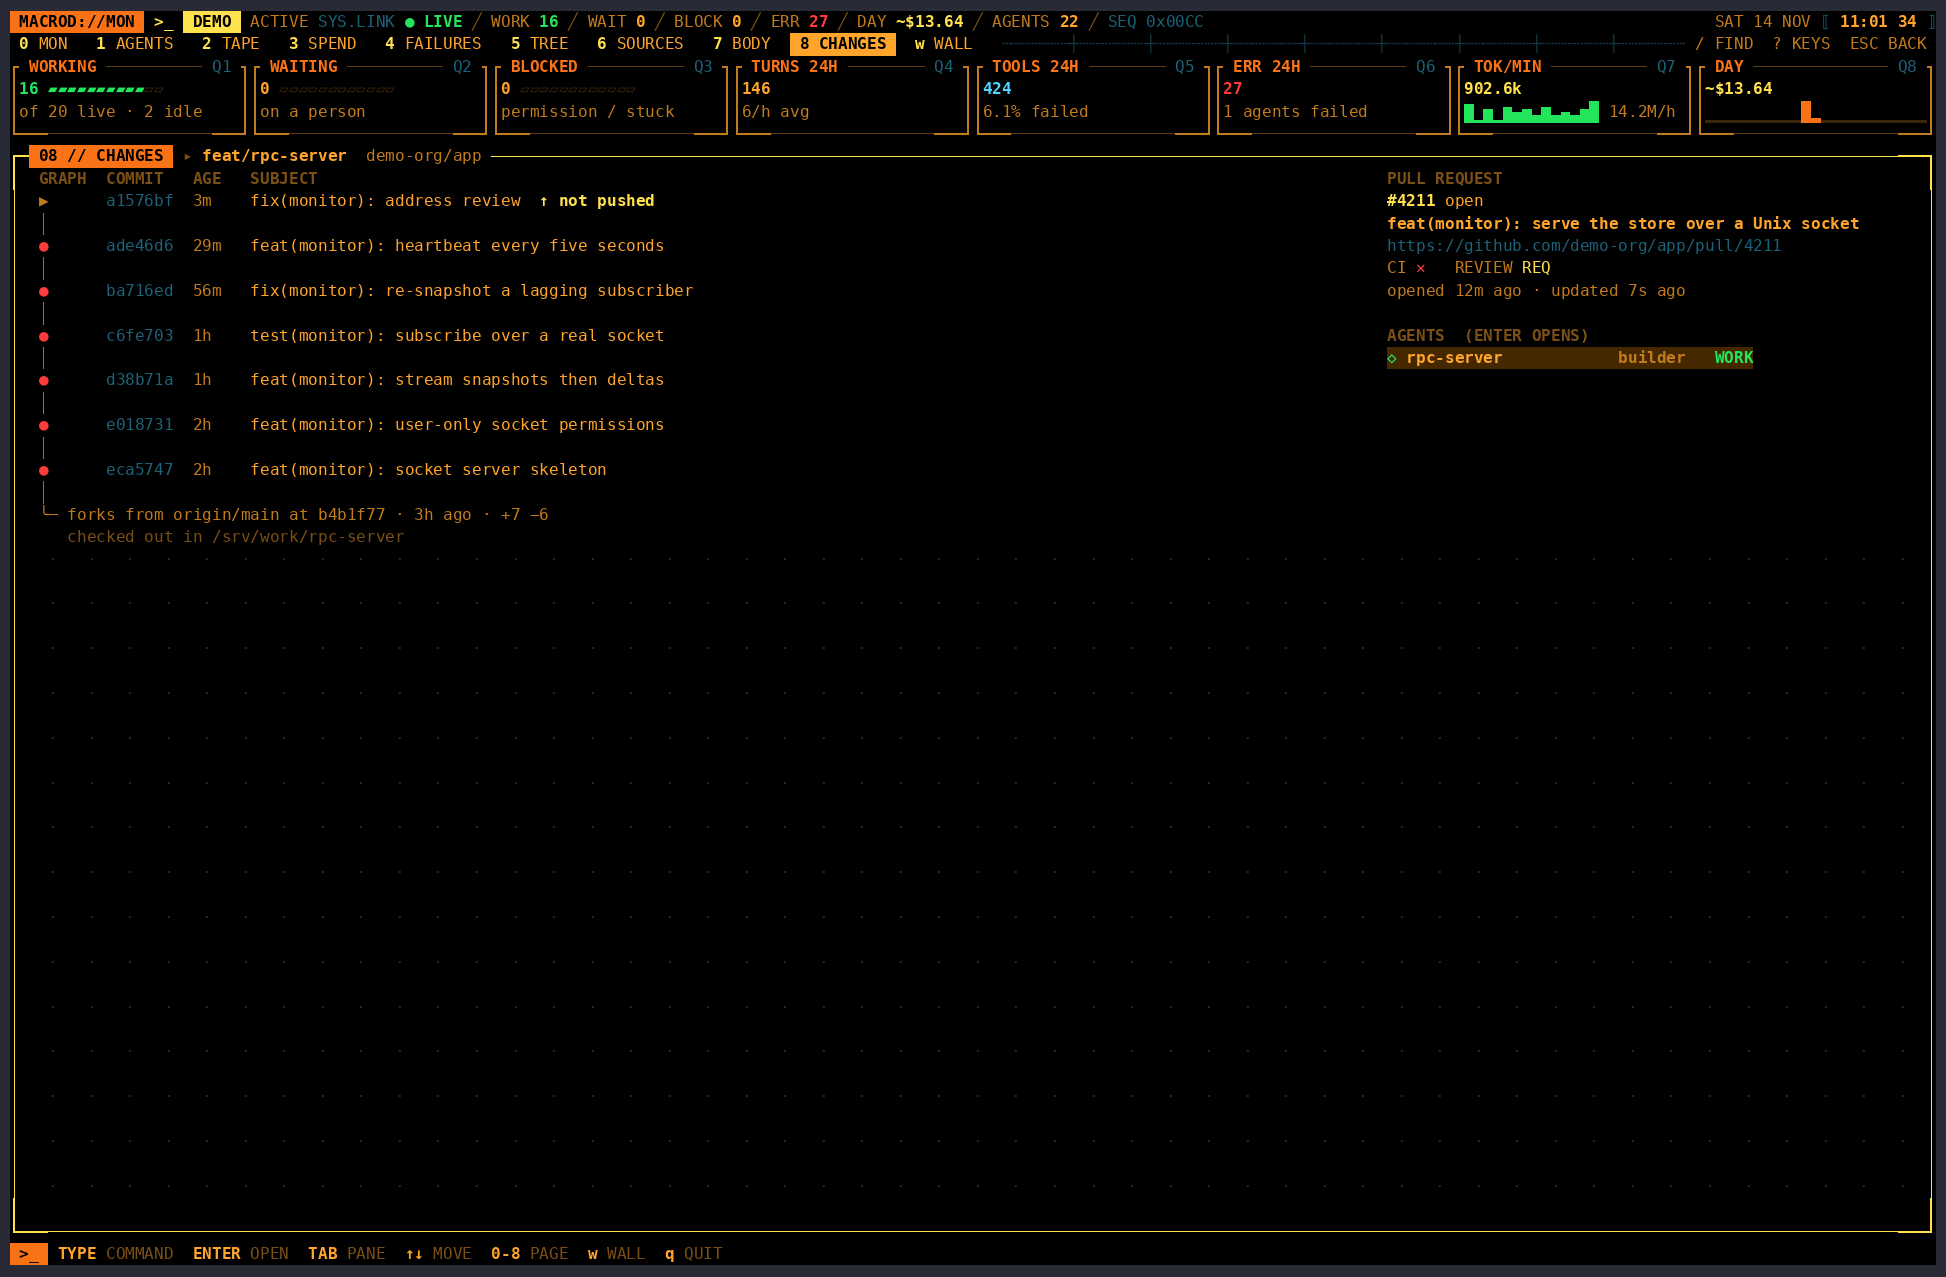 MACROD://MON >_ DEMO ACTIVE SYS.LINK ● LIVE / WORK 16 / WAIT 0 / BLOCK 0 / ERR 27 / DAY ~$13.64 / AGENTS 22 / SEQ 0x00CC SAT 14 NOV ⟦ 11:01 34 ⟧
0 MON 1 AGENTS 2 TAPE 3 SPEND 4 FAILURES 5 TREE 6 SOURCES 7 BODY 8 CHANGES w WALL / FIND ? KEYS ESC BACK
WORKING Q1 WAITING Q2 BLOCKED Q3 TURNS 24H Q4 TOOLS 24H Q5 ERR 24H Q6 TOK/MIN Q7 DAY Q8
16 0 0 146 424 27 902.6k ~$13.64
of 20 live · 2 idle on a person permission / stuck 6/h avg 6.1% failed 1 agents failed 14.2M/h
08 // CHANGES ▸ feat/rpc-server demo-org/app
GRAPH COMMIT AGE SUBJECT
a1576bf 3m fix(monitor): address review ↑ not pushed
ade46d6 29m feat(monitor): heartbeat every five seconds
ba716ed 56m fix(monitor): re-snapshot a lagging subscriber
c6fe703 1h test(monitor): subscribe over a real socket
d38b71a 1h feat(monitor): stream snapshots then deltas
e018731 2h feat(monitor): user-only socket permissions
eca5747 2h feat(monitor): socket server skeleton
forks from origin/main at b4b1f77 · 3h ago · +7 −6
checked out in /srv/work/rpc-server
PULL REQUEST
#4211 open
feat(monitor): serve the store over a Unix socket
https://github.com/demo-org/app/pull/4211
CI × REVIEW REQ
opened 12m ago · updated 7s ago
AGENTS (ENTER OPENS)
◇ rpc-server builder WORK
>_ TYPE COMMAND ENTER OPEN TAB PANE ↑↓ MOVE 0-8 PAGE w WALL q QUIT